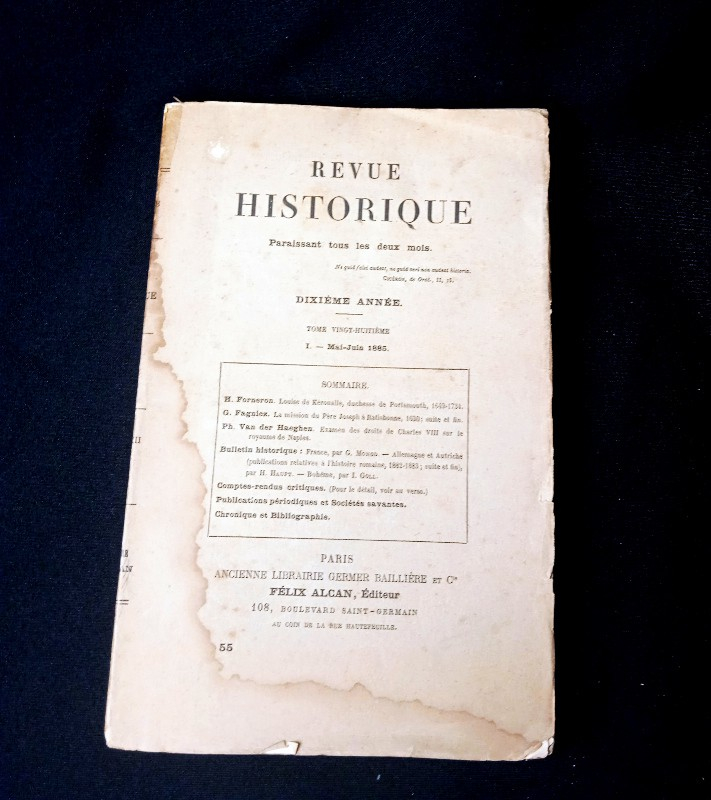 REVUE
HISTORIQUE
Paraissant tous les deux mois.
Ne quid falsi audeat, ne quid veri non audeat historia.
Cicéron, de Orat., II, 15.
DIXIÈME ANNÉE.
TOME VINGT-HUITIÈME
I. — Mai-Juin 1885.
SOMMAIRE.
H. Forneron. Louise de Keroualle, duchesse de Portsmouth, 1649-1734.
G. Fagniez. La mission du Père Joseph à Ratisbonne, 1630; suite et fin.
Ph. Van der Haeghen. Examen des droits de Charles VIII sur le
royaume de Naples.
Bulletin historique : France, par G. Monod. — Allemagne et Autriche
(publications relatives à l'histoire romaine, 1882-1883; suite et fin),
par H. Haupt. — Bohême, par J. Goll.
Comptes-rendus critiques. (Pour le détail, voir au verso.)
Publications périodiques et Sociétés savantes.
Chronique et Bibliographie.
PARIS
ANCIENNE LIBRAIRIE GERMER BAILLIÈRE ET Cie
FÉLIX ALCAN, Éditeur
108, BOULEVARD SAINT-GERMAIN
AU COIN DE LA RUE HAUTEFEUILLE.
55